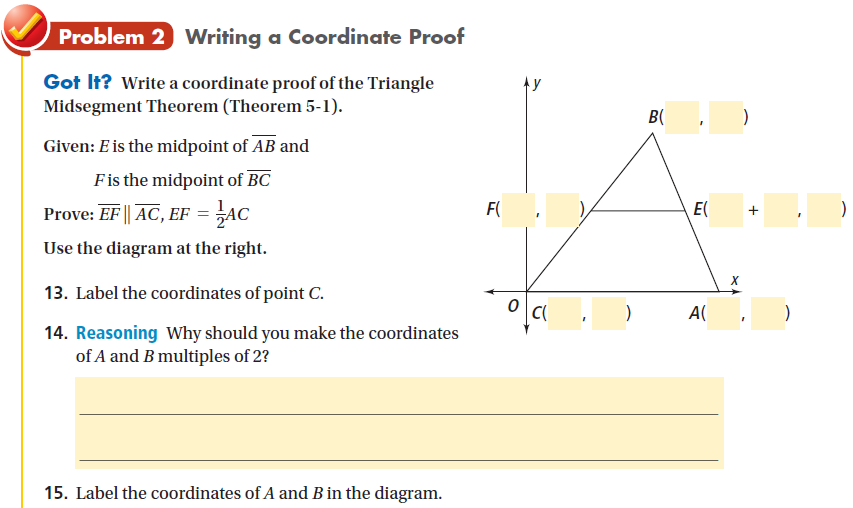 Problem 2 Writing a Coordinate Proof
Got It? Write a coordinate proof of the Triangle
Midsegment Theorem (Theorem 5-1).
Given: E is the midpoint of AB and
F is the midpoint of BC
Prove: EF || AC, EF = 1/2 AC
Use the diagram at the right.
13. Label the coordinates of point C.
14. Reasoning Why should you make the coordinates
of A and B multiples of 2?
15. Label the coordinates of A and B in the diagram.
y
B( , )
F( , )
E( + , )
x
O
C( , )
A( , )